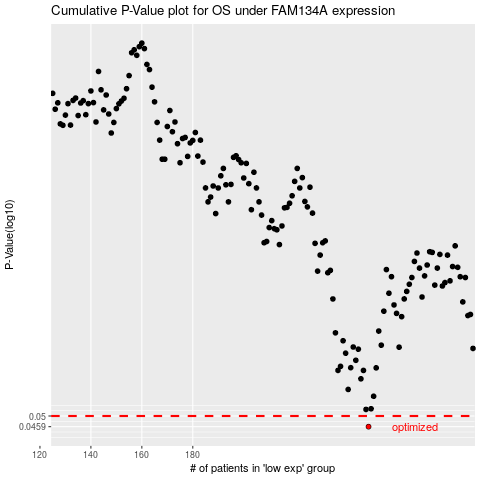 Cumulative P-Value plot for OS under FAM134A expression
P-Value(log10)
0.05
0.0459
optimized
120 140 160 180
# of patients in 'low exp' group